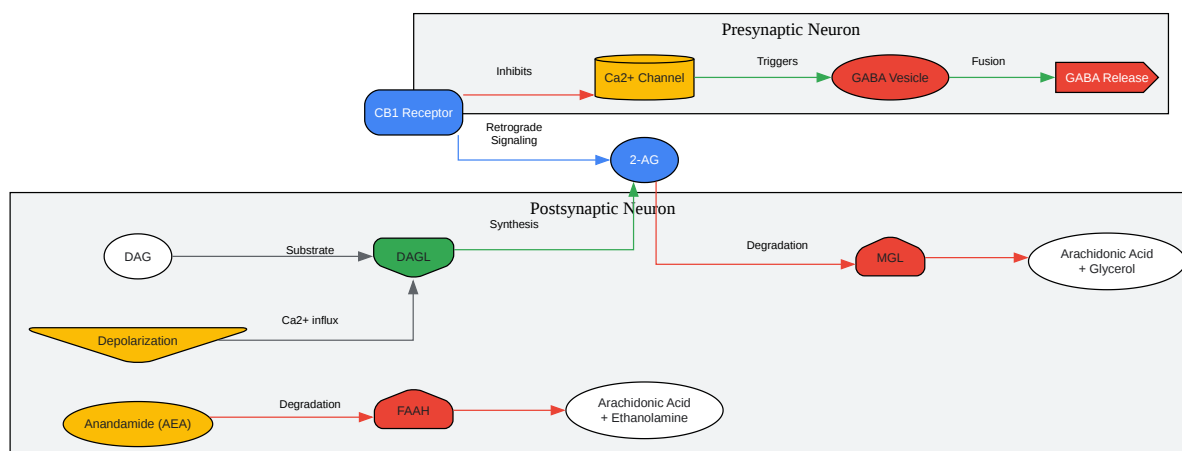 Presynaptic Neuron
Inhibits
Ca2+ Channel
Triggers
GABA Vesicle
Fusion
GABA Release
CB1 Receptor
Retrograde
Signaling
2-AG
Postsynaptic Neuron
Synthesis
DAG
Substrate
DAGL
Degradation
MGL
Arachidonic Acid
+ Glycerol
Ca2+ influx
Depolarization
Anandamide (AEA)
Degradation
FAAH
Arachidonic Acid
+ Ethanolamine